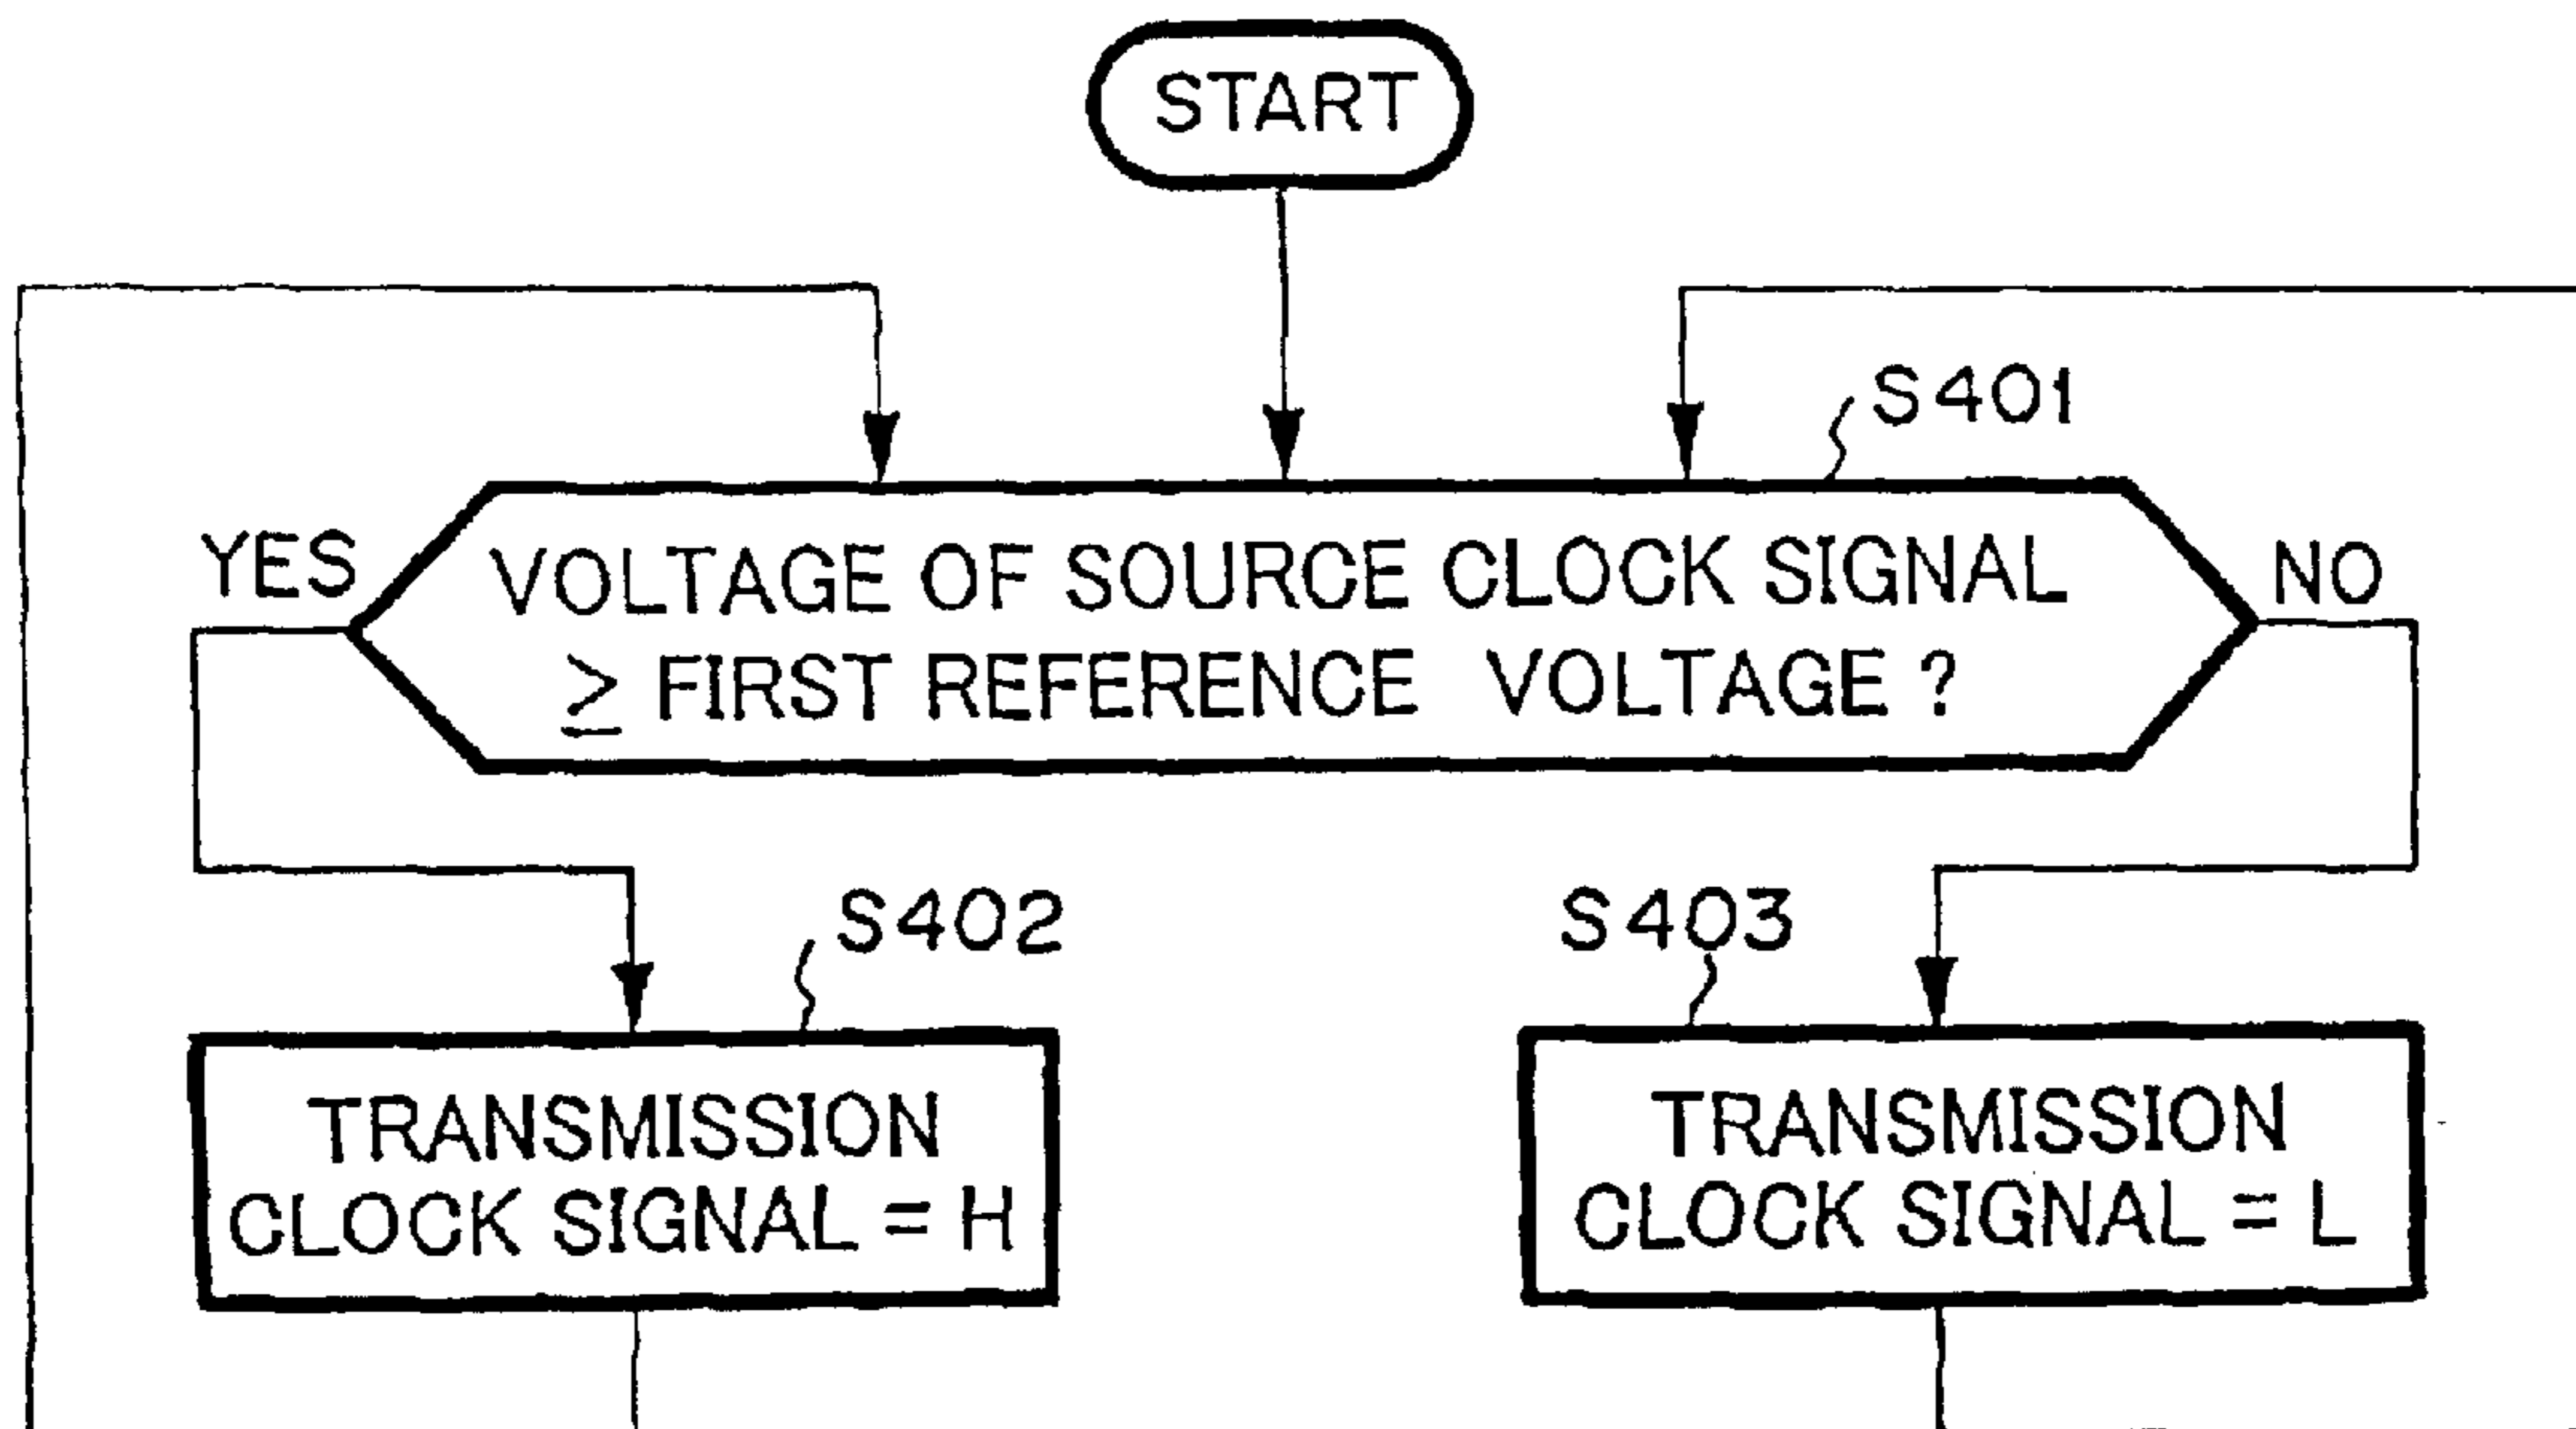 START
S401
YES
VOLTAGE OF SOURCE CLOCK SIGNAL
≥ FIRST REFERENCE VOLTAGE ?
NO
S402
S403
TRANSMISSION
CLOCK SIGNAL = H
TRANSMISSION
CLOCK SIGNAL = L